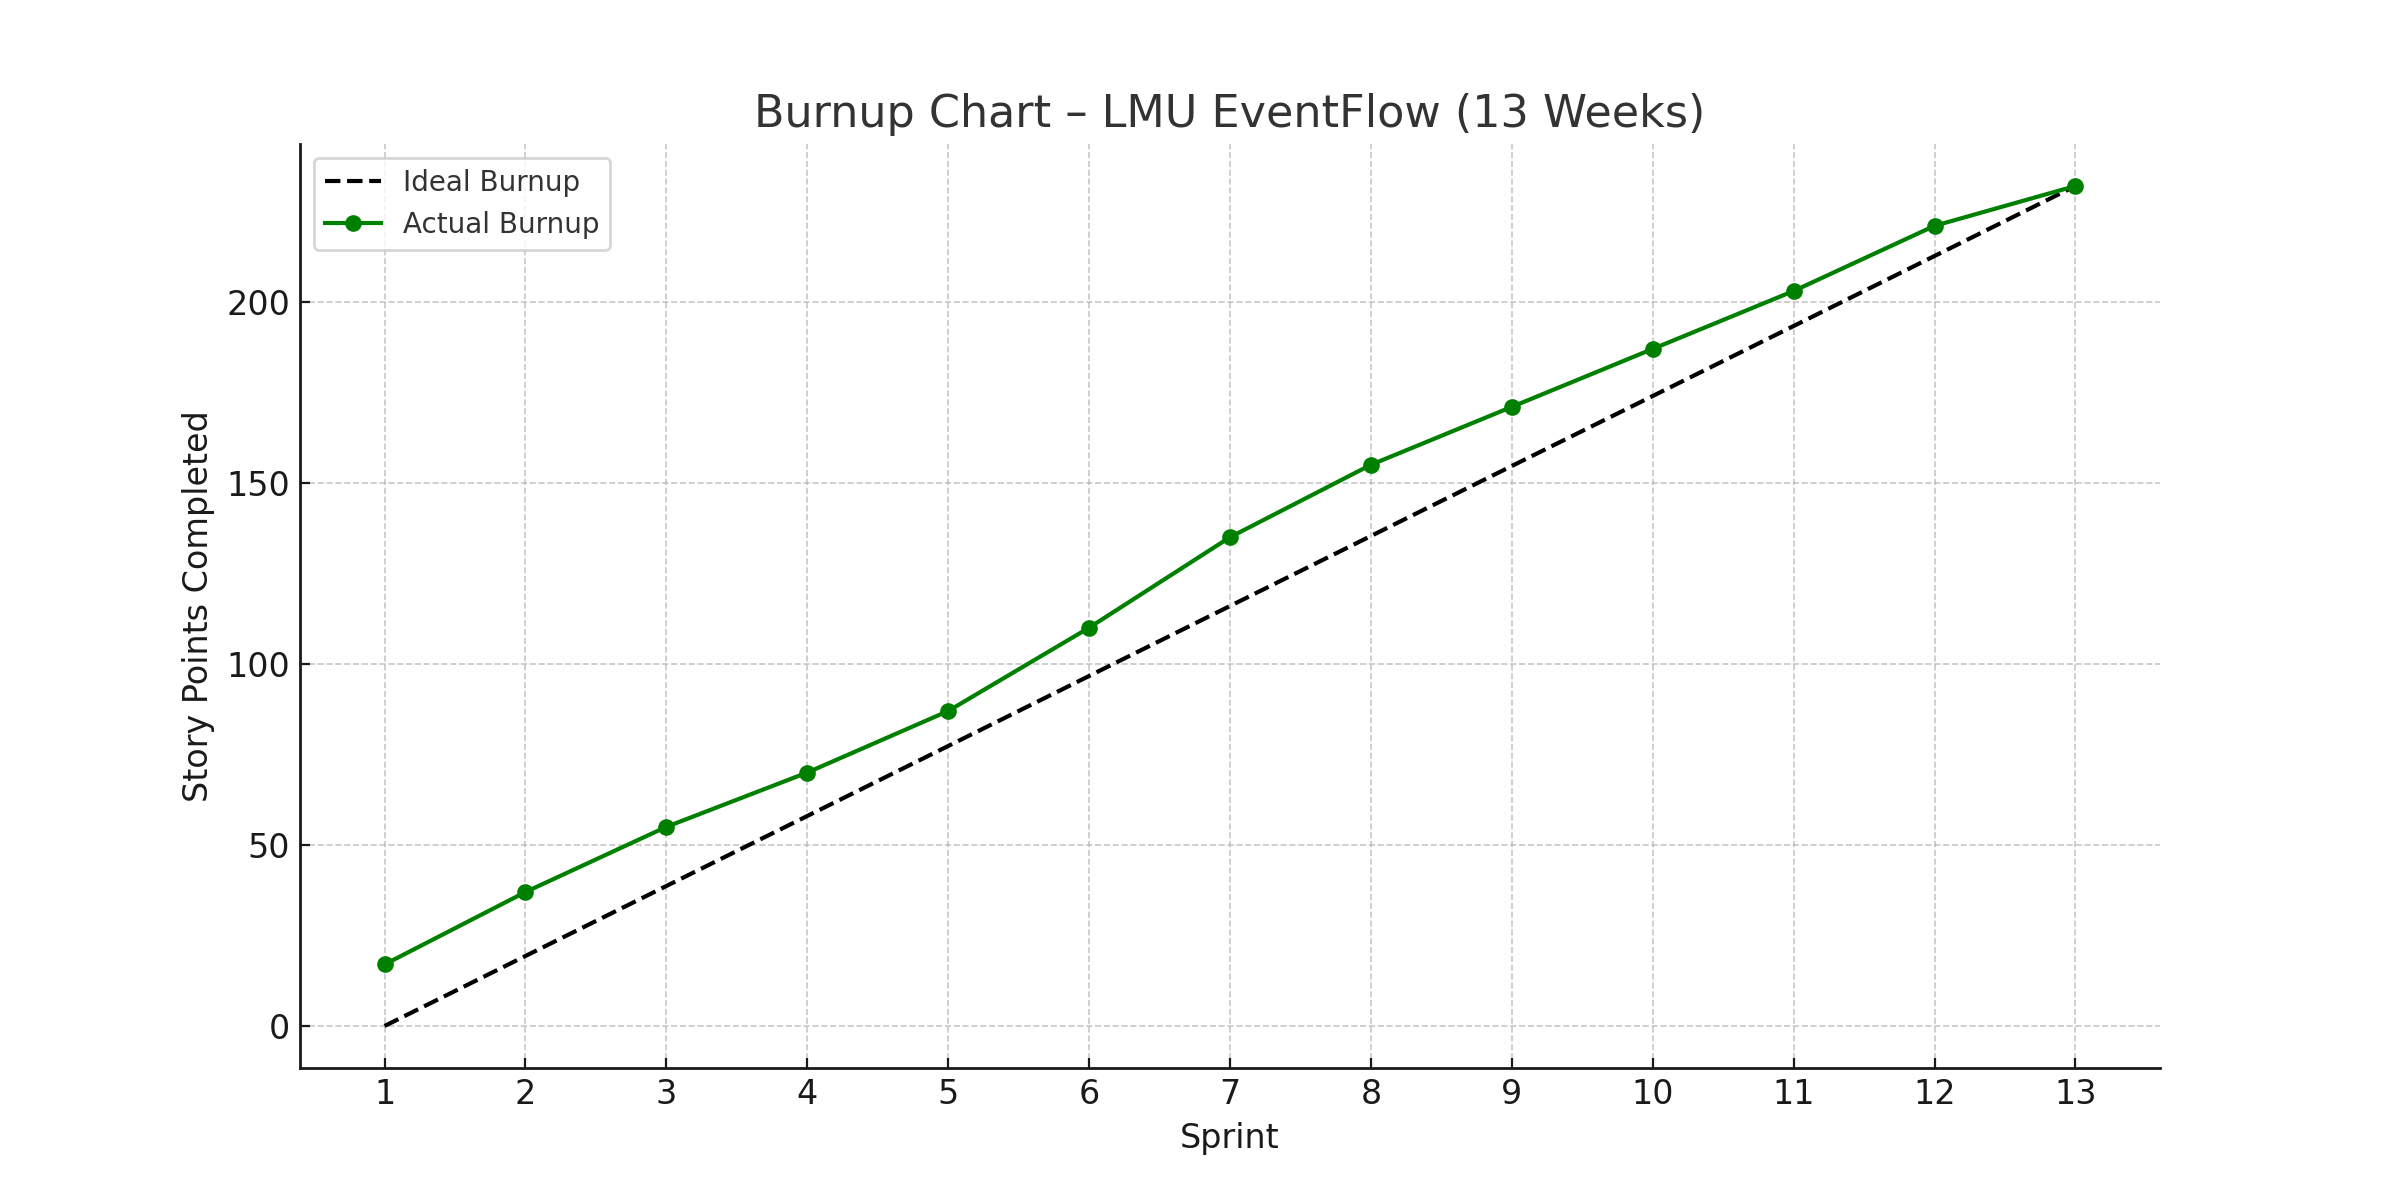 Burnup Chart – LMU EventFlow (13 Weeks)
Ideal Burnup
Actual Burnup
Story Points Completed
200
150
100
50
0
1 2 3 4 5 6 7 8 9 10 11 12 13
Sprint